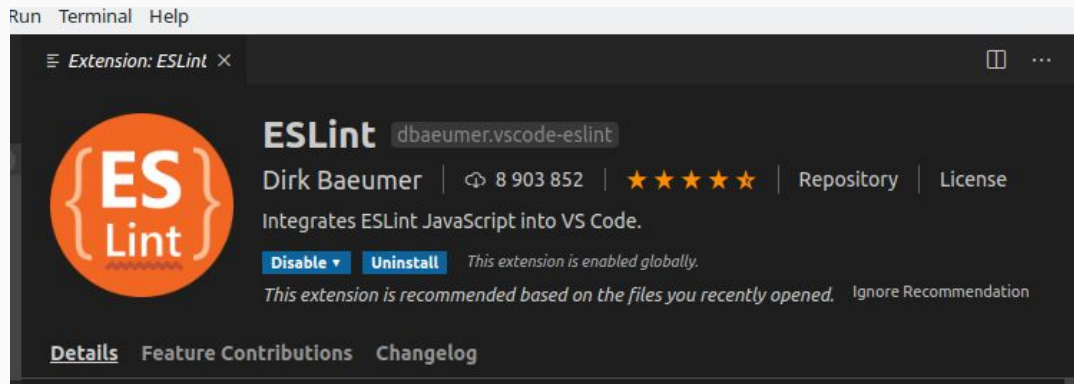 Run Terminal Help
Extension: ESLint
ES
Lint
ESLint dbaeumer.vscode-eslint
Dirk Baeumer 8 903 852 Repository License
Integrates ESLint JavaScript into VS Code.
Disable Uninstall This extension is enabled globally.
This extension is recommended based on the files you recently opened. Ignore Recommendation
Details Feature Contributions Changelog